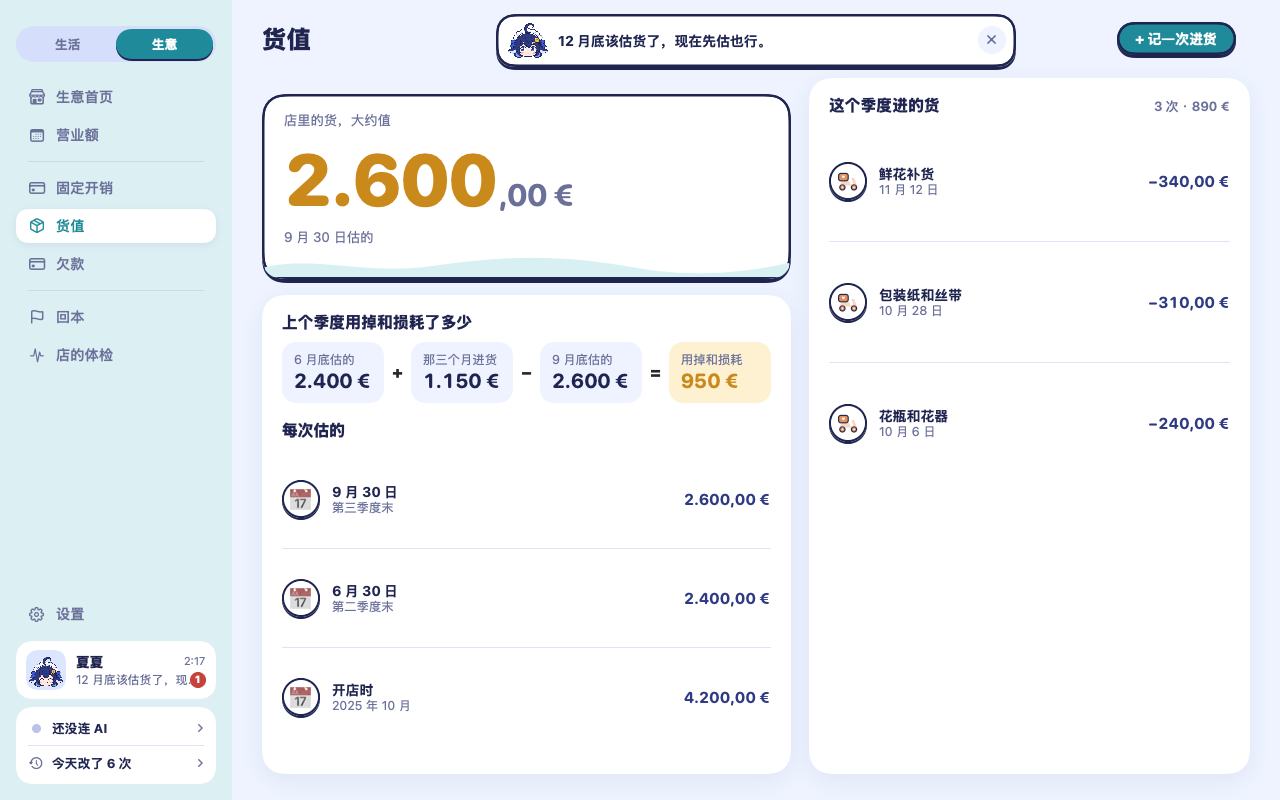 生活
生意
生意首页
营业额
固定开销
货值
欠款
回本
店的体检
设置
夏夏
2:17
12 月底该估货了，现
1
还没连 AI
今天改了 6 次
货值
12 月底该估货了，现在先估也行。
+ 记一次进货
店里的货，大约值
2.600,00 €
9 月 30 日估的
上个季度用掉和损耗了多少
6 月底估的
2.400 €
+
那三个月进货
1.150 €
−
9 月底估的
2.600 €
=
用掉和损耗
950 €
每次估的
17
9 月 30 日
第三季度末
2.600,00 €
17
6 月 30 日
第二季度末
2.400,00 €
17
开店时
2025 年 10 月
4.200,00 €
这个季度进的货
3 次 · 890 €
鲜花补货
11 月 12 日
−340,00 €
包装纸和丝带
10 月 28 日
−310,00 €
花瓶和花器
10 月 6 日
−240,00 €